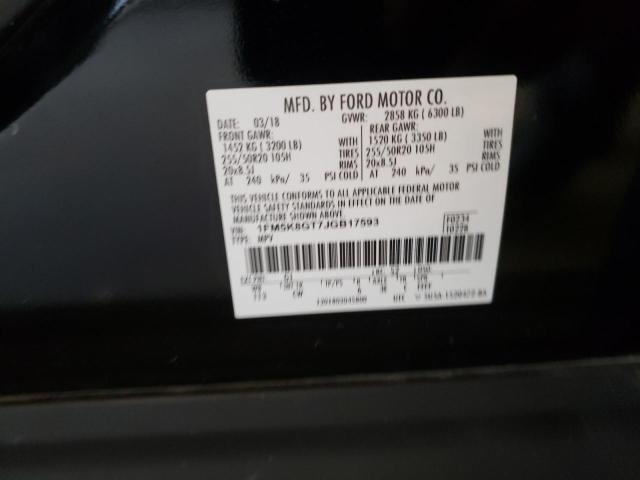 MFD. BY FORD MOTOR CO.
DATE: 03/18 GVWR: 2858 KG ( 6300 LB)
FRONT GAWR: REAR GAWR:
1452 KG ( 3200 LB) WITH 1520 KG ( 3350 LB) WITH
255/50R20 105H TIRES 255/50R20 105H TIRES
20x8.5J RIMS 20x8.5J RIMS
AT 240 kPa/ 35 PSI COLD AT 240 kPa/ 35 PSI COLD
THIS VEHICLE CONFORMS TO ALL APPLICABLE FEDERAL MOTOR
VEHICLE SAFETY STANDARDS IN EFFECT ON THE DATE OF
MANUFACTURE SHOWN ABOVE.
VIN: 1FM5K8GT7JGB17593 F0234
TYPE: MPV 10228
UTC